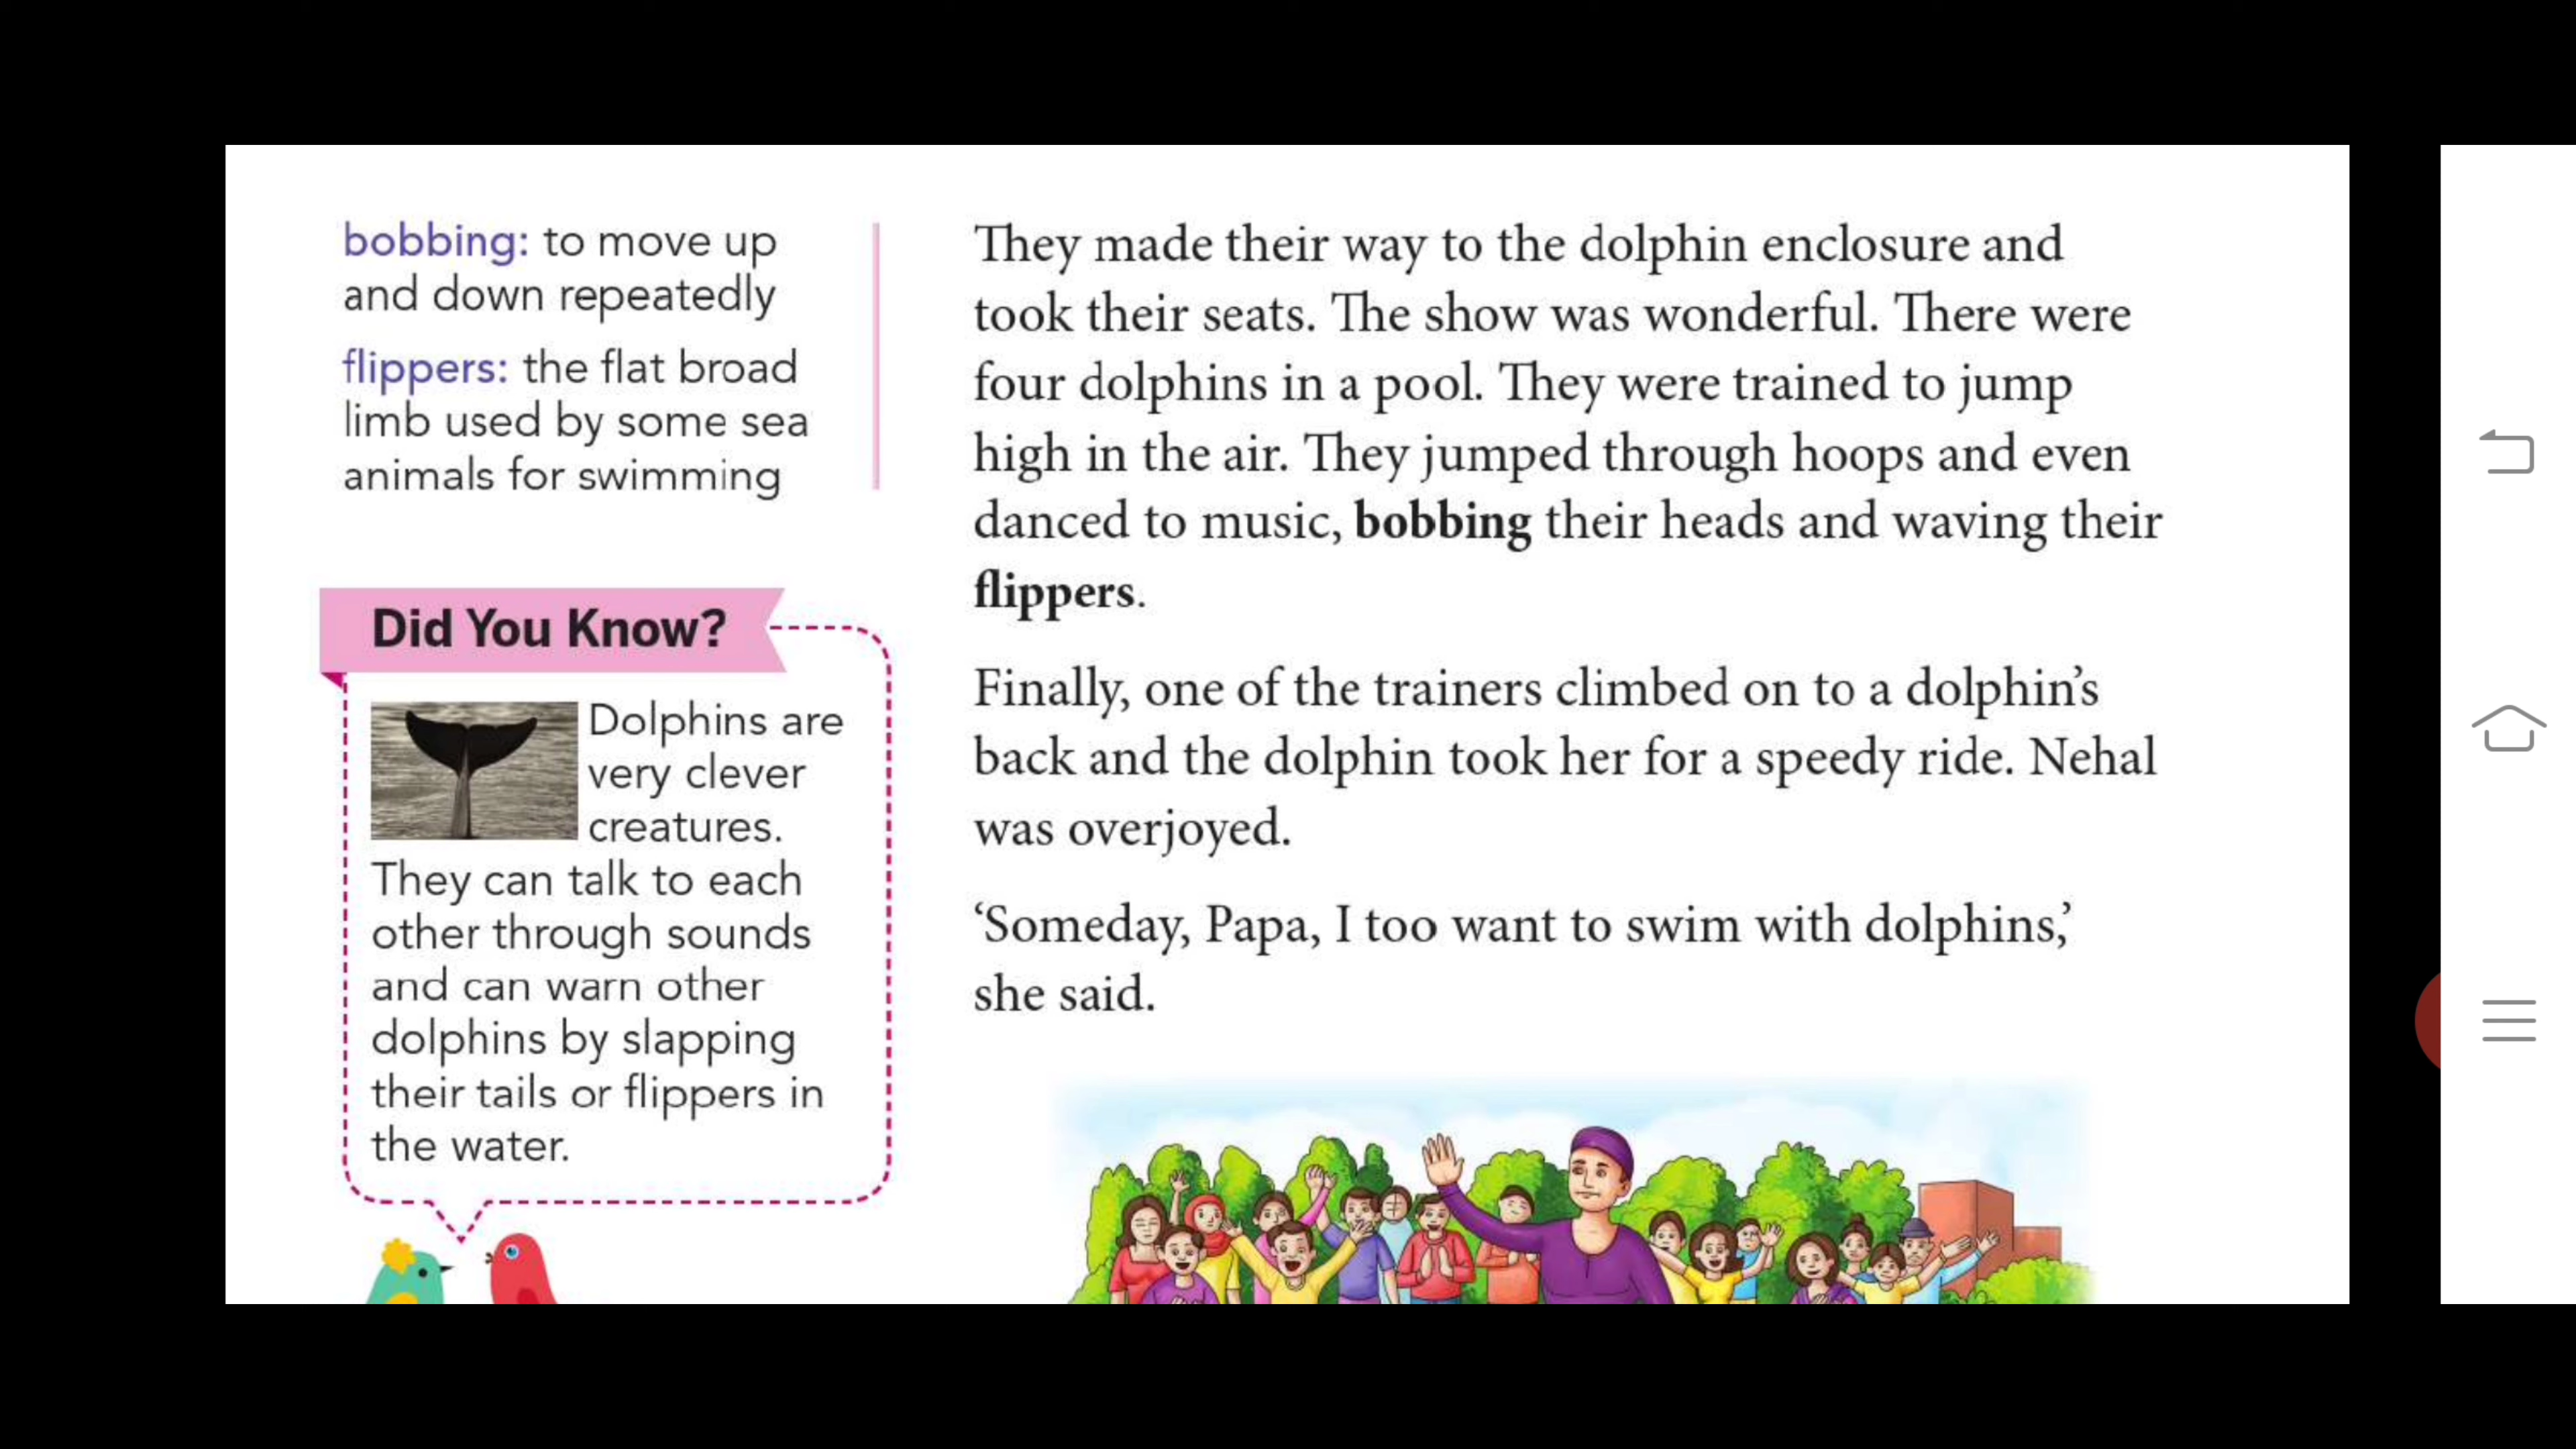 bobbing: to move up
and down repeatedly
flippers: the flat broad
limb used by some sea
animals for swimming
Did You Know?
Dolphins are
very clever
creatures.
They can talk to each
other through sounds
and can warn other
dolphins by slapping
their tails or flippers in
the water.
They made their way to the dolphin enclosure and
took their seats. The show was wonderful. There were
four dolphins in a pool. They were trained to jump
high in the air. They jumped through hoops and even
danced to music, bobbing their heads and waving their
flippers.
Finally, one of the trainers climbed on to a dolphin’s
back and the dolphin took her for a speedy ride. Nehal
was overjoyed.
‘Someday, Papa, I too want to swim with dolphins,’
she said.